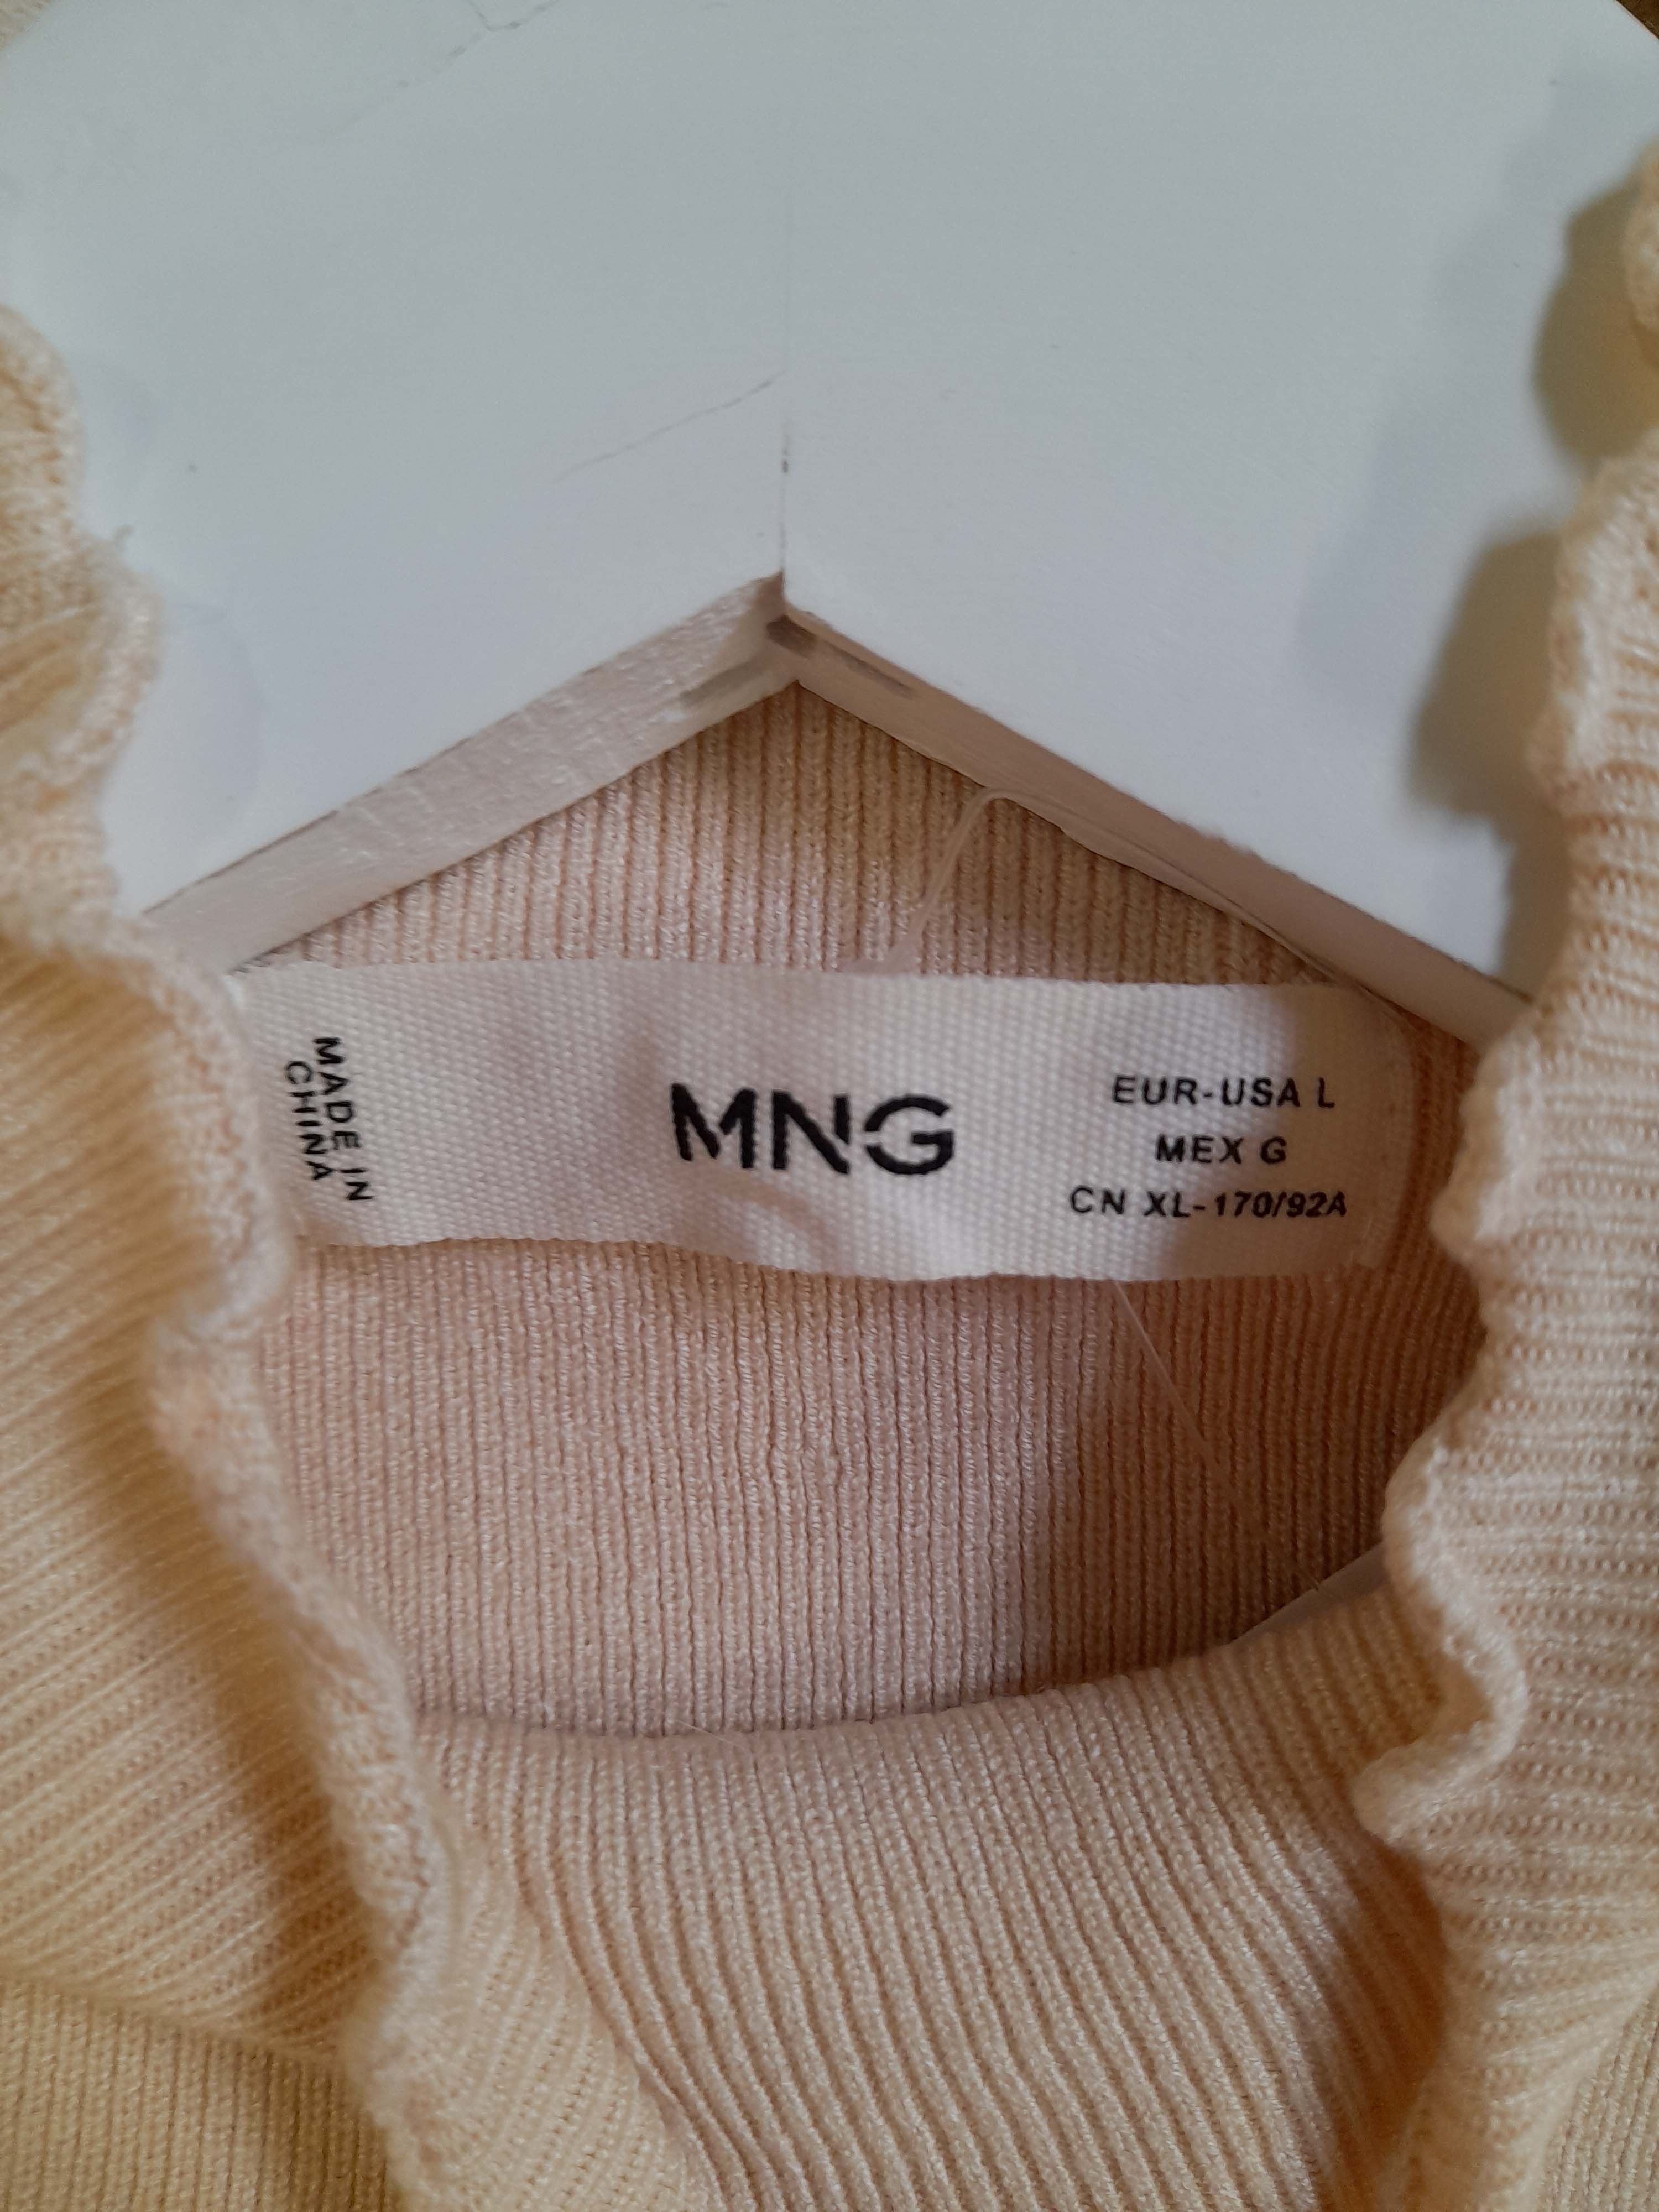 MADE IN
CHINA
MNG
EUR-USA L
MEX G
CN XL-170/92A